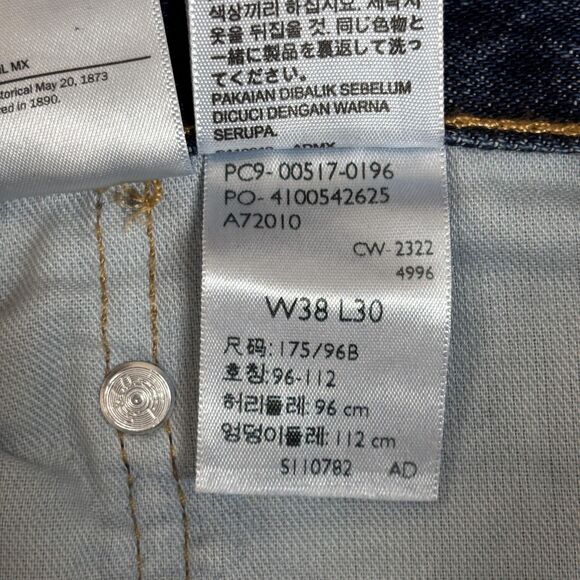 L MX
torical May 20, 1873
red in 1890.
색상끼리 하십시오. 세탁시
옷을 뒤집을 것. 同じ色物と
一緒に製品を裏返して洗っ
てください。
PAKAIAN DIBALIK SEBELUM
DICUCI DENGAN WARNA
SERUPA.
PC9-00517-0196
PO-4100542625
A72010
CW-2322
4996
W38 L30
尺码:175/96B
호칭:96-112
허리둘레:96 cm
엉덩이둘레:112 cm
S110782 AD